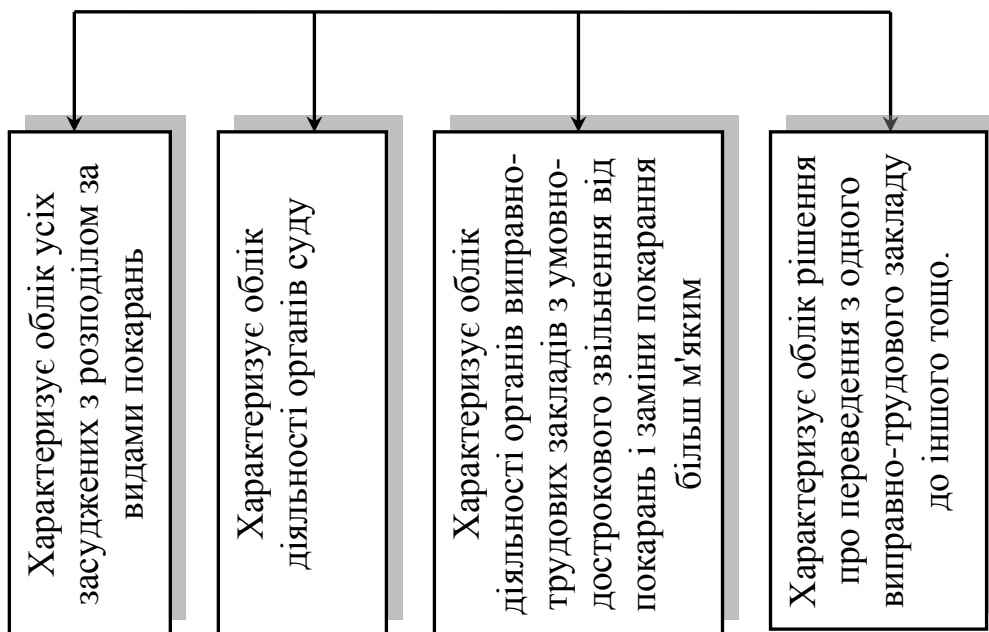 Характеризує облік усіх
засуджених з розподілом за
видами покарань
Характеризує облік
діяльності органів суду
Характеризує облік
діяльності органів виправно-
трудових закладів з умовно-
дострокового звільнення від
покарань і заміни покарання
більш м'яким
Характеризує облік рішення
про переведення з одного
виправно-трудового закладу
до іншого тощо.